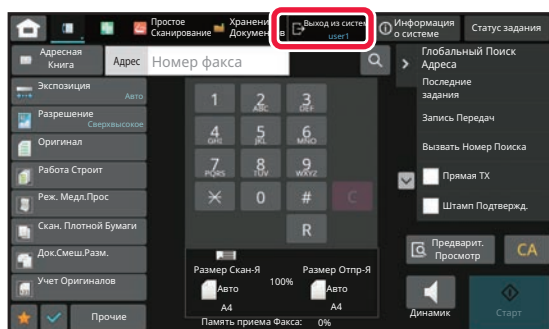 Простое
Сканирование
Хранени
Документ в
Выход из систем
user1
Информация
о системе
Статус задания
Адресная
Книга
Адрес
Номер факса
Глобальный Поиск
Адреса
Экспозиция
Авто
Последние
задания
Разрешение
Сверхвысокое
Запись Передач
Оригинал
Вызвать Номер Поиска
Работа Строит
Прямая TX
Реж. Медл.Прос
Штамп Подтвержд.
Скан. Плотной Бумаги
Док.Смеш.Разм.
Учет Оригиналов
Прочие
1
2
ABC
3
DEF
4
GHI
5
JKL
6
MNO
7
PQRS
8
TUV
9
WXYZ
0
#
C
R
Размер Скан-Я
Размер Отпр-Я
Авто
100%
Авто
A4
A4
Память приема Факса: 0%
Предварит.
Просмотр
CA
Динамик
Старт